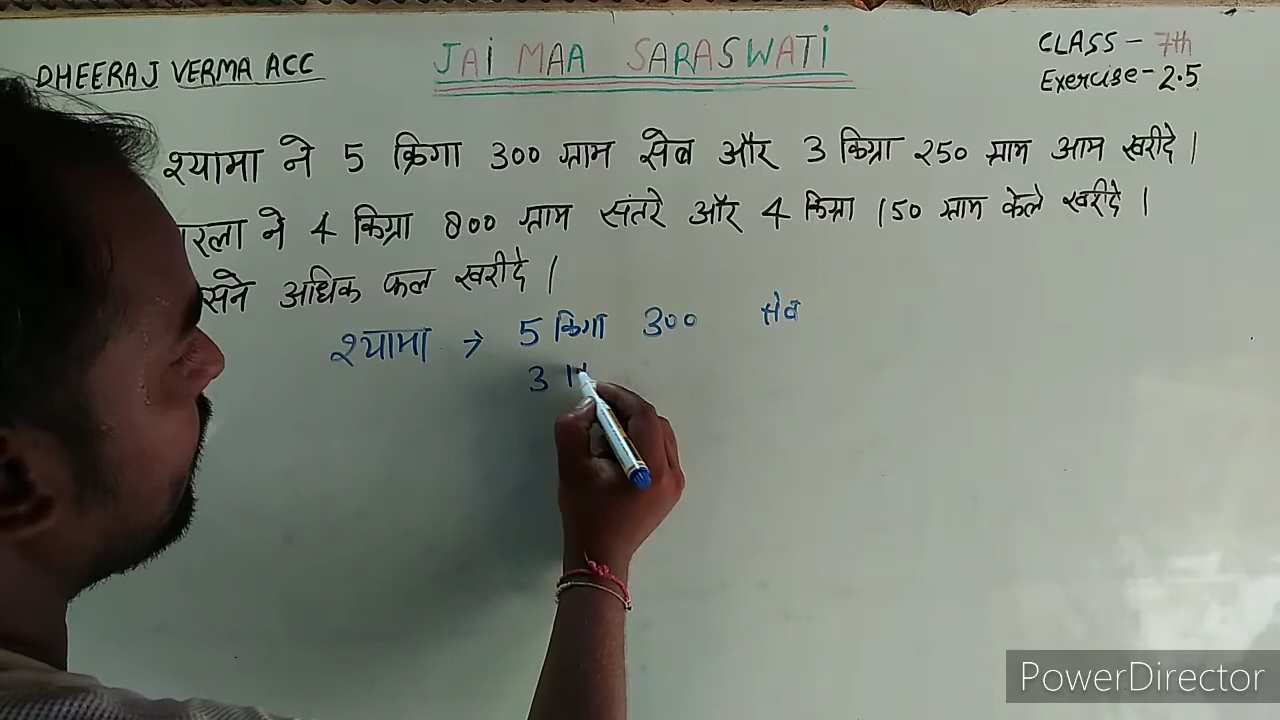 DHEERAJ VERMA ACC
JAI MAA SARASWATI
CLASS - 7th
Exercise - 2.5
श्यामा ने 5 किगा 300 ग्राम सेब और 3 किग्रा 250 ग्राम आम खरीदे।
रला ने 4 किग्रा 800 ग्राम संतरे और 4 किग्रा 150 ग्राम केले खरीदे।
सने अधिक फल खरीदे।
श्यामा → 5 किगा 300 सेब
3
PowerDirector